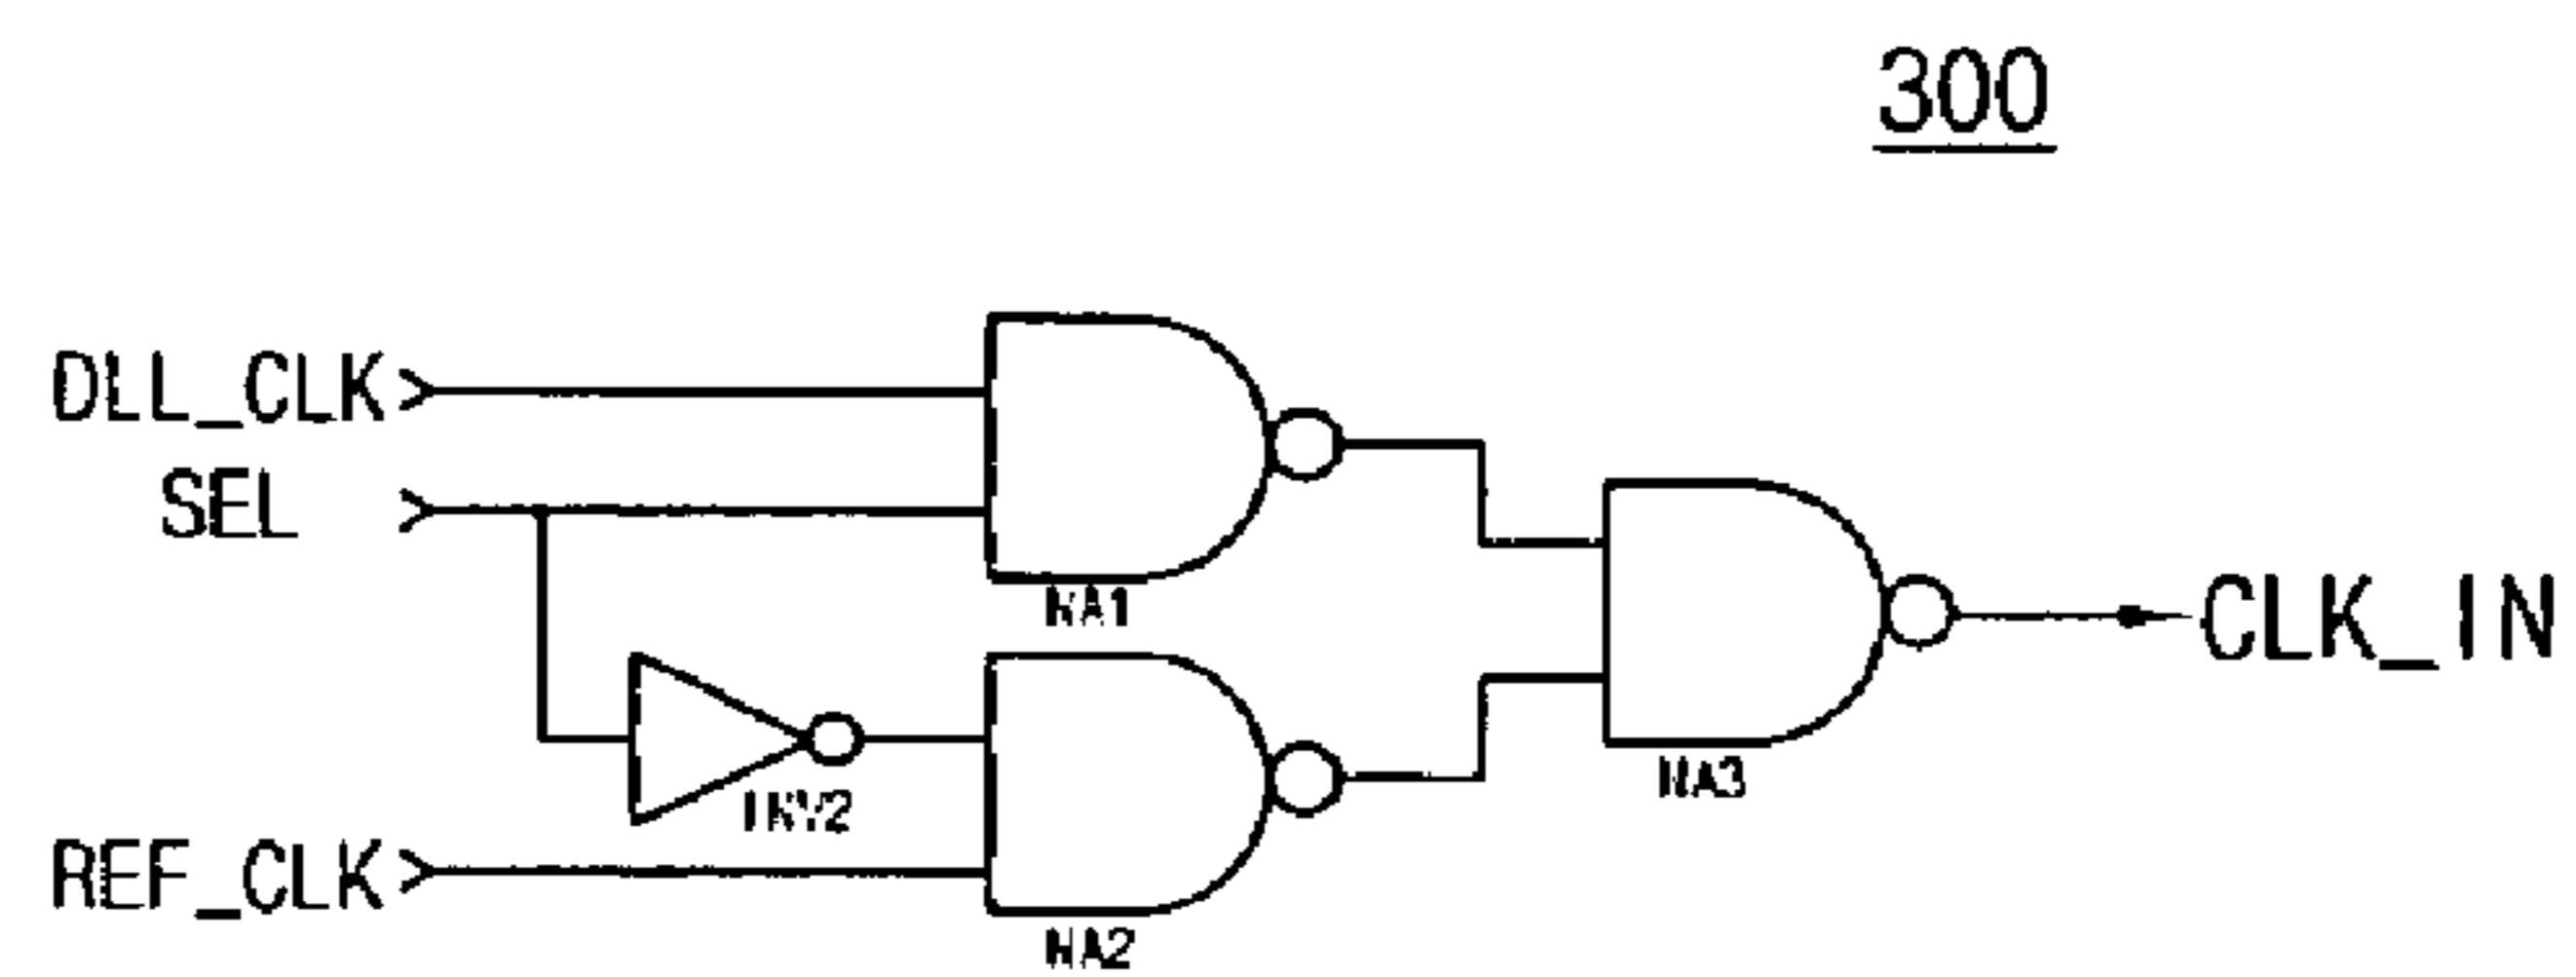 300
DLL_CLK
SEL
NA1
CLK_IN
NA3
INV2
REF_CLK
NA2